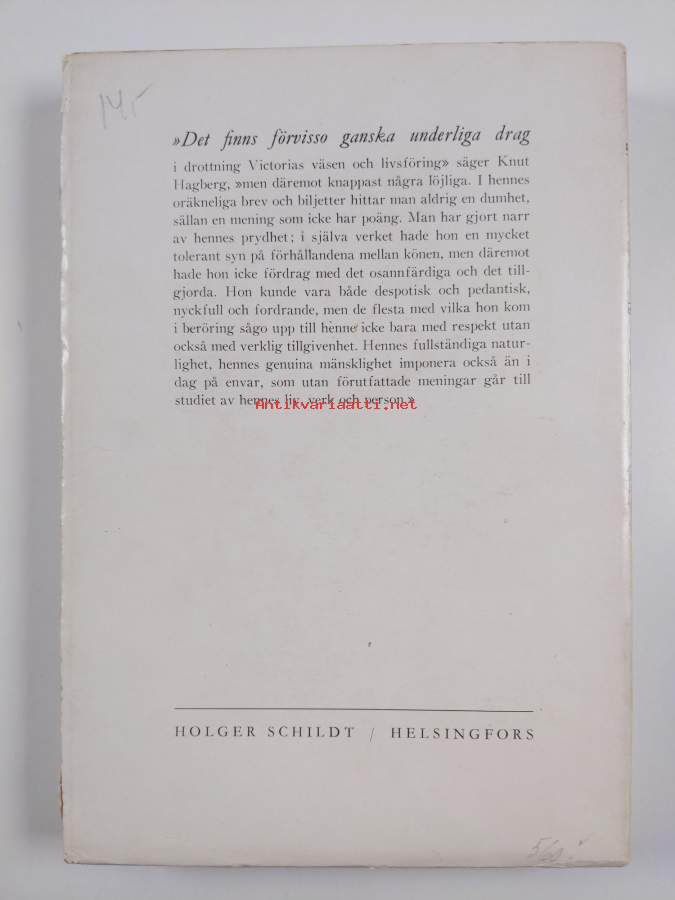 14,-
»Det finns förvisso ganska underliga drag
i drottning Victorias väsen och livsföring» säger Knut
Hagberg, »men däremot knappast några löjliga. I hennes
oräkneliga brev och biljetter hittar man aldrig en dumhet,
sällan en mening som icke har poäng. Man har gjort narr
av hennes prydhet; i själva verket hade hon en mycket
tolerant syn på förhållandena mellan könen, men däremot
hade hon icke fördrag med det osannfärdiga och det till-
gjorda. Hon kunde vara både despotisk och pedantisk,
nyckfull och fordrande, men de flesta med vilka hon kom
i beröring sågo upp till henne icke bara med respekt utan
också med verklig tillgivenhet. Hennes fullständiga natur-
lighet, hennes genuina mänsklighet imponera också än i
dag på envar, som utan förutfattade meningar går till
studiet av hennes liv, verk och person.»
Antikvariaatti.net
HOLGER SCHILDT / HELSINGFORS